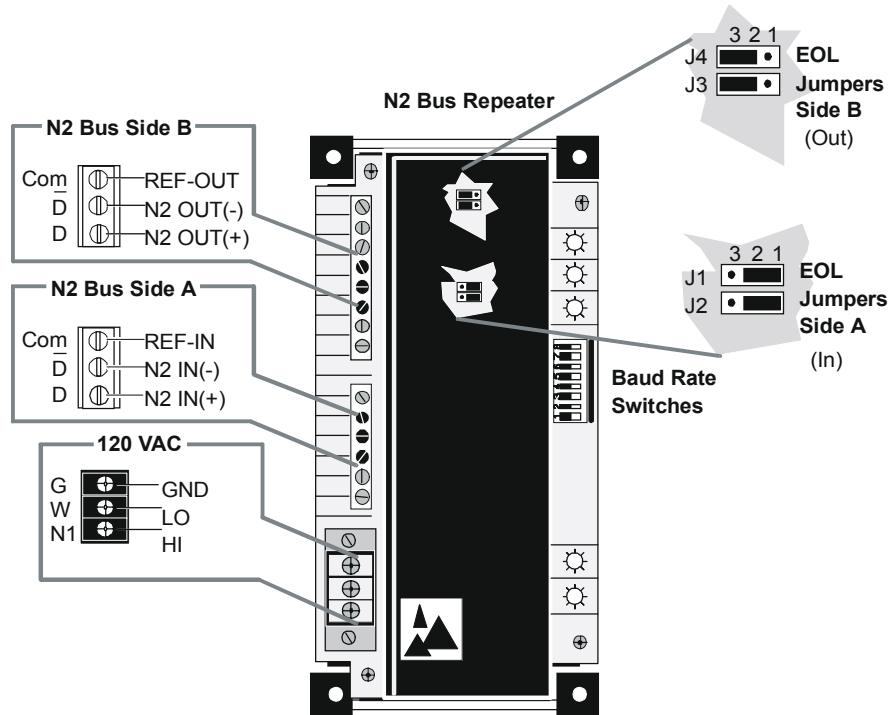 3 2 1
J4
EOL
J3
Jumpers
Side B
(Out)
N2 Bus Repeater
N2 Bus Side B
Com
REF-OUT
D̅
N2 OUT(-)
D
N2 OUT(+)
3 2 1
J1
EOL
J2
Jumpers
Side A
(In)
N2 Bus Side A
Com
REF-IN
D̅
N2 IN(-)
D
N2 IN(+)
Baud Rate
Switches
120 VAC
G
GND
W
LO
N1
HI